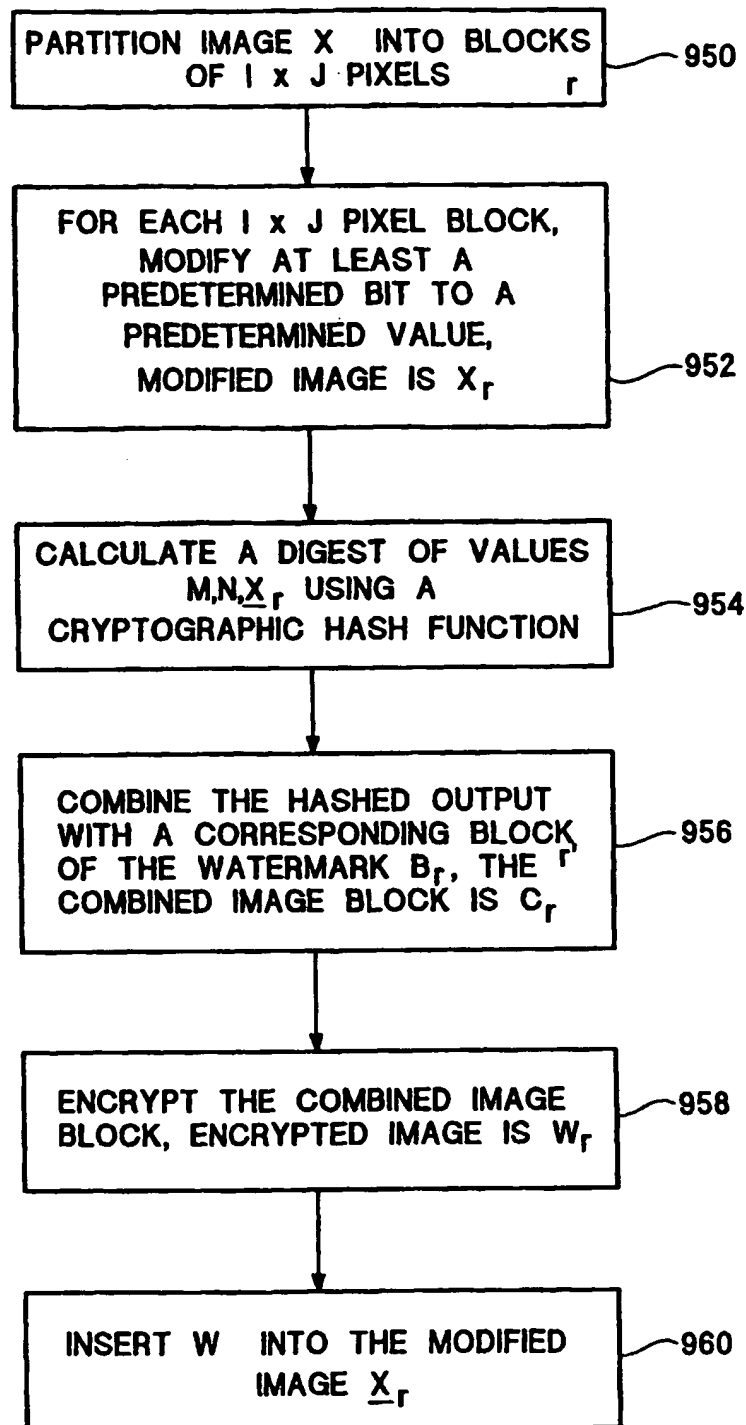 PARTITION IMAGE X INTO BLOCKS
OF I x J PIXELS r
950
FOR EACH I x J PIXEL BLOCK,
MODIFY AT LEAST A
PREDETERMINED BIT TO A
PREDETERMINED VALUE,
MODIFIED IMAGE IS Xr
952
CALCULATE A DIGEST OF VALUES
M,N,Xr USING A
CRYPTOGRAPHIC HASH FUNCTION
954
COMBINE THE HASHED OUTPUT
WITH A CORRESPONDING BLOCK
OF THE WATERMARK Br, THE r,
COMBINED IMAGE BLOCK IS Cr
956
ENCRYPT THE COMBINED IMAGE
BLOCK, ENCRYPTED IMAGE IS Wr
958
INSERT W INTO THE MODIFIED
IMAGE Xr
960